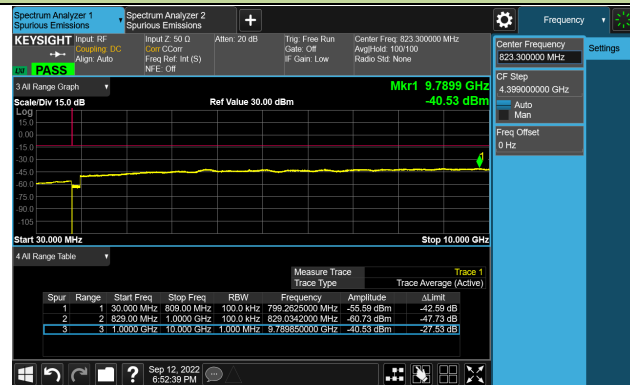 Spectrum Analyzer 1
Spurious Emissions
Spectrum Analyzer 2
Spurious Emissions
+
Frequency
KEYSIGHT
Input: RF
Coupling: DC
Align: Auto
Input Z: 50 Ω
Corr CCorr
Freq Ref: Int (S)
NFE: Off
Atten: 20 dB
Trig: Free Run
Gate: Off
IF Gain: Low
Center Freq: 823.300000 MHz
Avg|Hold: 100/100
Radio Std: None
LXI
PASS
Center Frequency
823.300000 MHz
Settings
CF Step
4.399000000 GHz
Auto
Man
Freq Offset
0 Hz
3 All Range Graph
Mkr1 9.7899 GHz
Scale/Div 15.0 dB
Ref Value 30.00 dBm
-40.53 dBm
Log
15.0
0.00
-15.0
-30.0
-45.0
-60.0
-75.0
-90.0
-105
1
Start 30.000 MHz
Stop 10.000 GHz
4 All Range Table
Measure Trace Trace 1
Trace Type Trace Average (Active)
Spur Range Start Freq Stop Freq RBW Frequency Amplitude ΔLimit
1 1 30.000 MHz 809.00 MHz 100.0 kHz 799.2625000 MHz -55.59 dBm -42.59 dB
2 2 829.00 MHz 1.0000 GHz 100.0 kHz 829.0342000 MHz -60.73 dBm -47.73 dB
3 3 1.0000 GHz 10.000 GHz 1.000 MHz 9.789850000 GHz -40.53 dBm -27.53 dB
?
Sep 12, 2022
6:52:39 PM